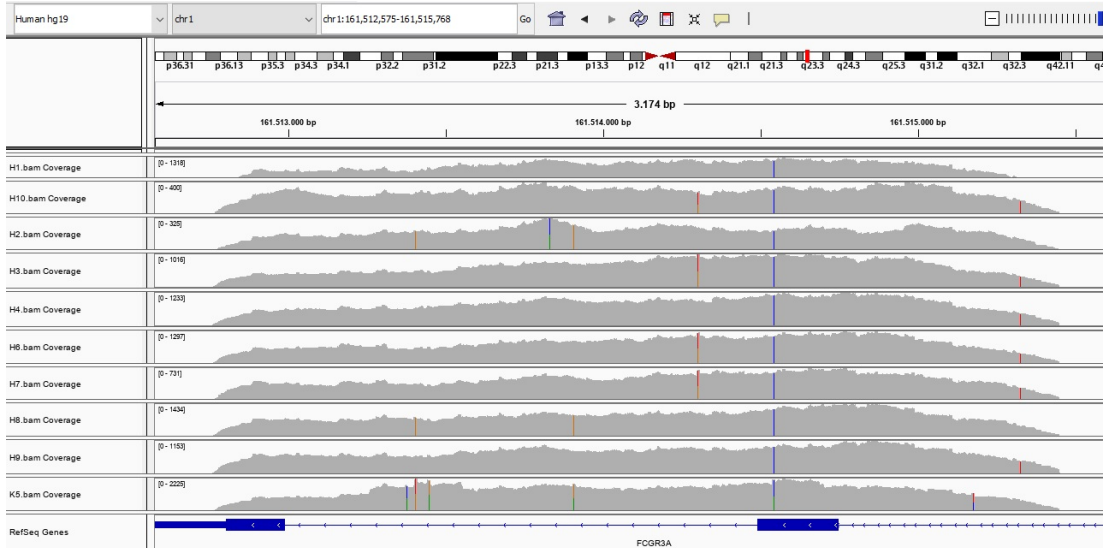 Human hg19 chr1 chr1:161,512,575-161,515,768 Go
p36.31 p36.13 p35.3 p34.3 p34.1 p32.2 p31.2 p22.3 p21.3 p13.3 p12 q11 q12 q21.1 q21.3 q23.3 q24.3 q25.3 q31.2 q32.1 q32.3 q42.11 q4
3.174 bp
161.513.000 bp 161.514.000 bp 161.515.000 bp
H1.bam Coverage [0 - 1318]
H10.bam Coverage [0 - 400]
H2.bam Coverage [0 - 325]
H3.bam Coverage [0 - 1016]
H4.bam Coverage [0 - 1233]
H6.bam Coverage [0 - 1297]
H7.bam Coverage [0 - 731]
H8.bam Coverage [0 - 1434]
H9.bam Coverage [0 - 1153]
K5.bam Coverage [0 - 2225]
RefSeq Genes
FCGR3A